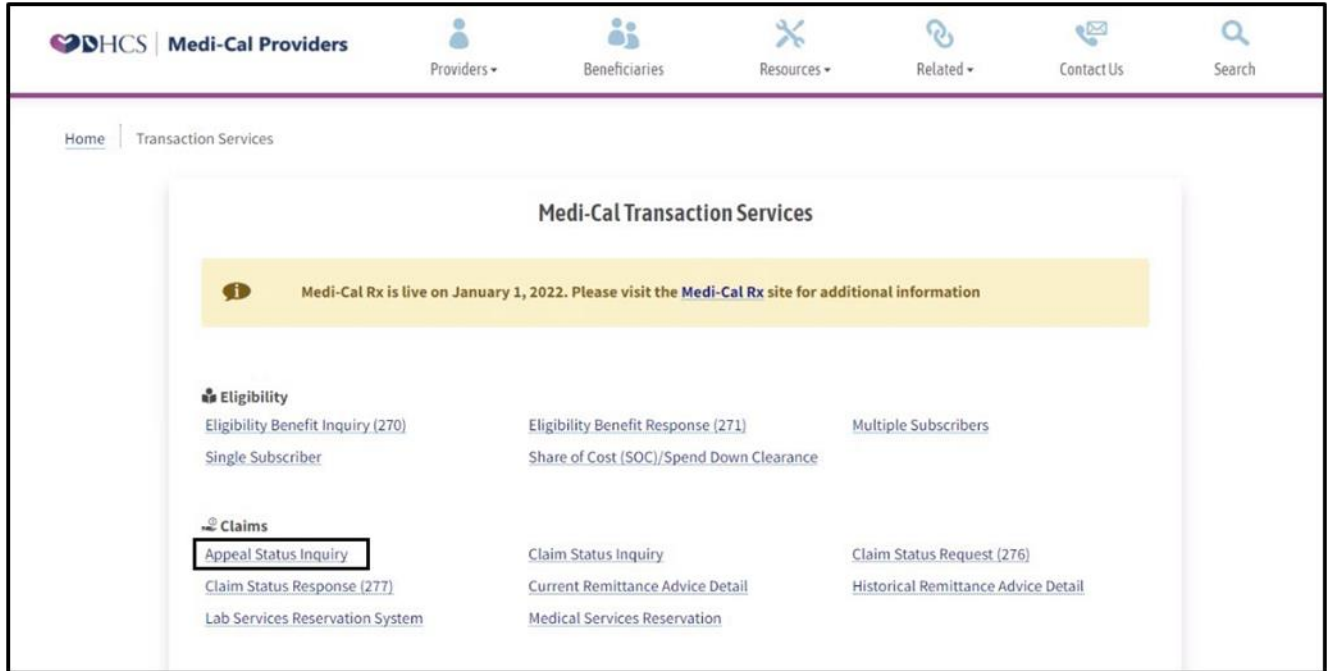 DHCS | Medi-Cal Providers
Providers
Beneficiaries
Resources
Related
Contact Us
Search
Home | Transaction Services
Medi-Cal Transaction Services
Medi-Cal Rx is live on January 1, 2022. Please visit the Medi-Cal Rx site for additional information
Eligibility
Eligibility Benefit Inquiry (270) Eligibility Benefit Response (271) Multiple Subscribers
Single Subscriber Share of Cost (SOC)/Spend Down Clearance
Claims
Appeal Status Inquiry Claim Status Inquiry Claim Status Request (276)
Claim Status Response (277) Current Remittance Advice Detail Historical Remittance Advice Detail
Lab Services Reservation System Medical Services Reservation